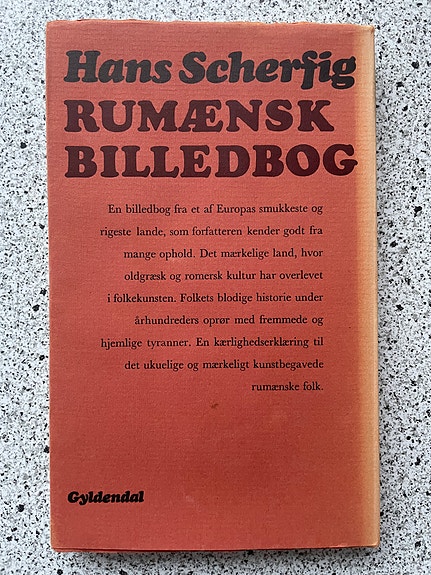 Hans Scherfig
RUMÆNSK
BILLEDBOG
En billedbog fra et af Europas smukkeste og
rigeste lande, som forfatteren kender godt fra
mange ophold. Det mærkelige land, hvor
oldgræsk og romersk kultur har overlevet
i folkekunsten. Folkets blodige historie under
århundreders oprør med fremmede og
hjemlige tyranner. En kærlighedserklæring til
det ukuelige og mærkeligt kunstbegavede
rumænske folk.
Gyldendal